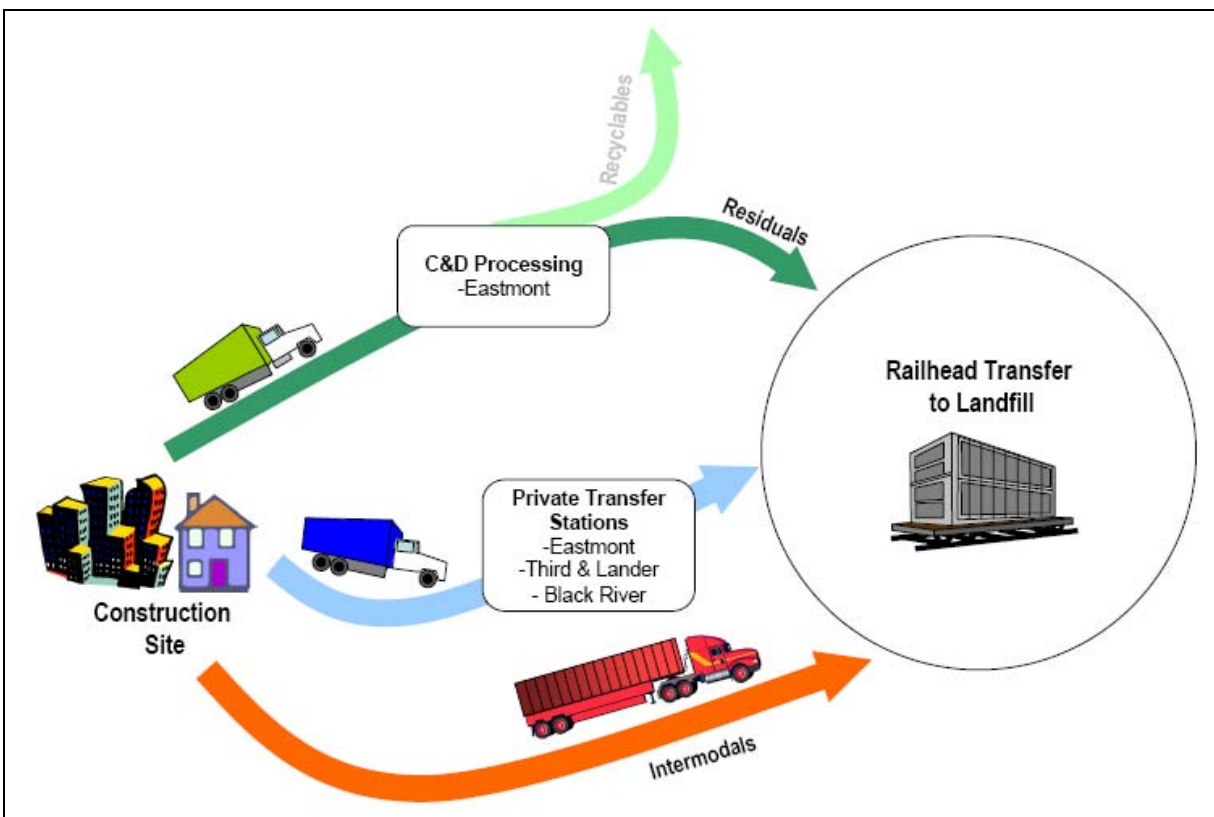 Recyclables
Residuals
C&D Processing
-Eastmont
Railhead Transfer
to Landfill
Private Transfer
Stations
-Eastmont
-Third & Lander
- Black River
Construction
Site
Intermodals